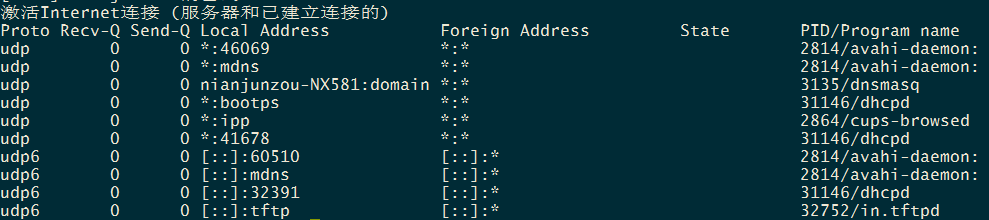 激活Internet连接 (服务器和已建立连接的)
Proto Recv-Q Send-Q Local Address           Foreign Address         State       PID/Program name
udp        0      0 *:46069                 *:*                                 2814/avahi-daemon:
udp        0      0 *:mdns                  *:*                                 2814/avahi-daemon:
udp        0      0 nianjunzou-NX581:domain *:*                                 3135/dnsmasq
udp        0      0 *:bootps                *:*                                 31146/dhcpd
udp        0      0 *:ipp                   *:*                                 2864/cups-browsed
udp        0      0 *:41678                 *:*                                 31146/dhcpd
udp6       0      0 [::]:60510              [::]:*                              2814/avahi-daemon:
udp6       0      0 [::]:mdns               [::]:*                              2814/avahi-daemon:
udp6       0      0 [::]:32391              [::]:*                              31146/dhcpd
udp6       0      0 [::]:tftp               [::]:*                              32752/in.tftpd